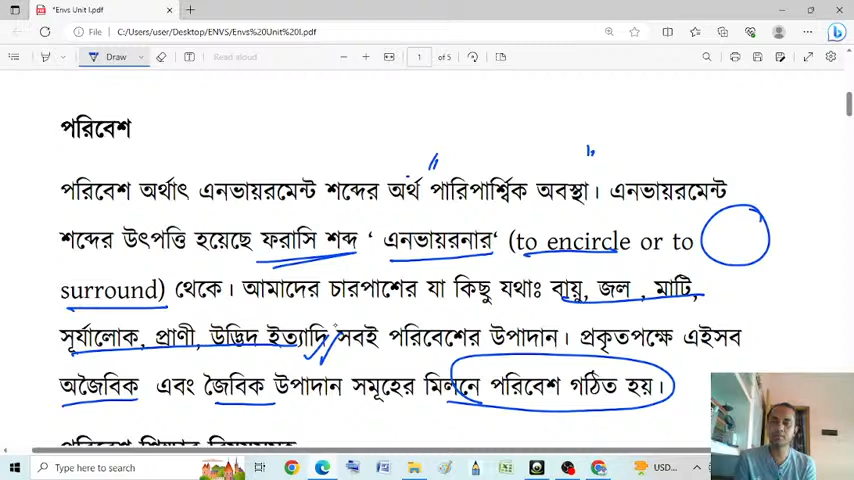 *Envs Unit I.pdf
File
C:/Users/user/Desktop/ENVS/Envs%20Unit%20I.pdf
Draw
Read aloud
1
of 5
পরিবেশ
পরিবেশ অর্থাৎ এনভায়রমেন্ট শব্দের অর্থ পারিপার্শ্বিক অবস্থা। এনভায়রমেন্ট
শব্দের উৎপত্তি হয়েছে ফরাসি শব্দ ‘ এনভায়রনার‘ (to encircle or to
surround) থেকে। আমাদের চারপাশের যা কিছু যথাঃ বায়ু, জল , মাটি,
সূর্যালোক, প্রাণী, উদ্ভিদ ইত্যাদি সবই পরিবেশের উপাদান। প্রকৃতপক্ষে এইসব
অজৈবিক এবং জৈবিক উপাদান সমূহের মিলনে পরিবেশ গঠিত হয়।
Type here to search
USD...